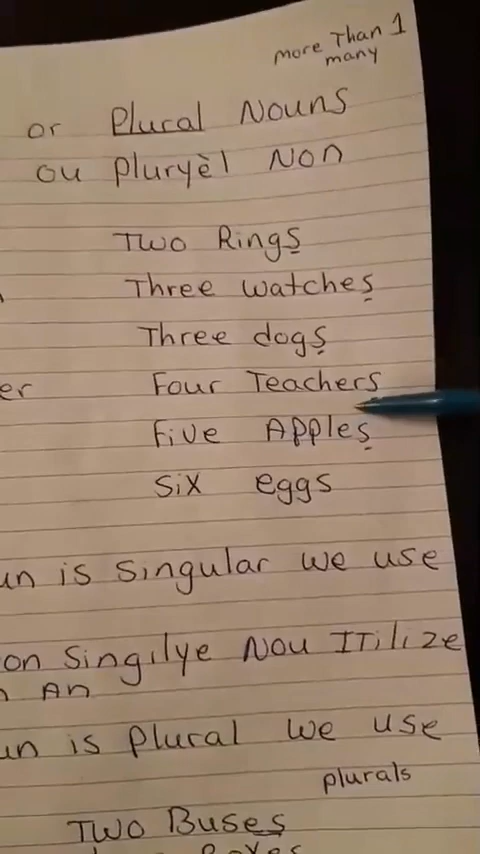 more Than 1
many
or Plural Nouns
ou pluryèl Non
Two Rings
Three watches
Three dogs
er Four Teachers
Five Apples
Six eggs
un is Singular we use
on Singilye Nou ITilize
An
un is plural we use
plurals
TWO Buses